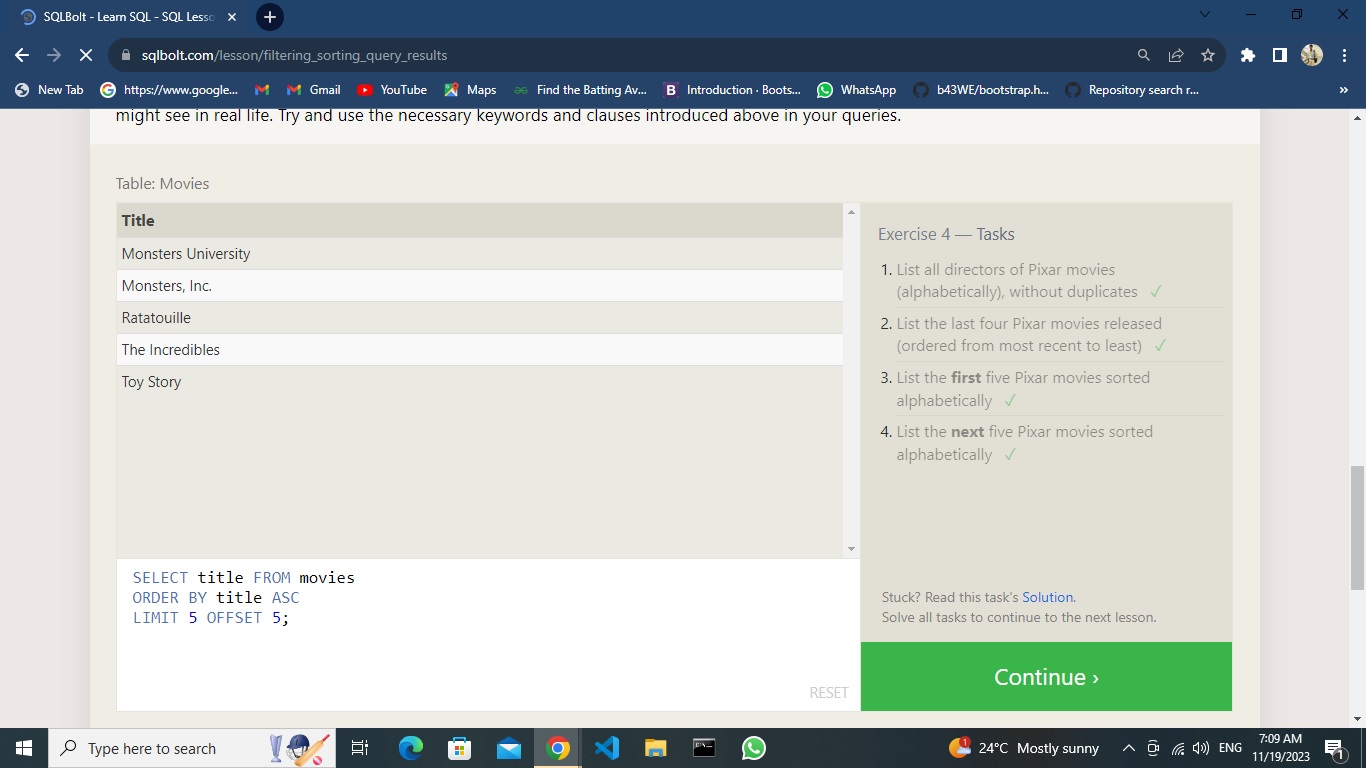 SQLBolt - Learn SQL - SQL Lesso
sqlbolt.com/lesson/filtering_sorting_query_results
New Tab https://www.google... Gmail YouTube Maps Find the Batting Av... Introduction · Boots... WhatsApp b43WE/bootstrap.h... Repository search r... »
might see in real life. Try and use the necessary keywords and clauses introduced above in your queries.
Table: Movies
Title
Monsters University
Monsters, Inc.
Ratatouille
The Incredibles
Toy Story
SELECT title FROM movies
ORDER BY title ASC
LIMIT 5 OFFSET 5;
RESET
Exercise 4 — Tasks
1. List all directors of Pixar movies
(alphabetically), without duplicates ✓
2. List the last four Pixar movies released
(ordered from most recent to least) ✓
3. List the first five Pixar movies sorted
alphabetically ✓
4. List the next five Pixar movies sorted
alphabetically ✓
Stuck? Read this task's Solution.
Solve all tasks to continue to the next lesson.
Continue ›
Type here to search
1
24°C Mostly sunny
ENG
7:09 AM
11/19/2023
1